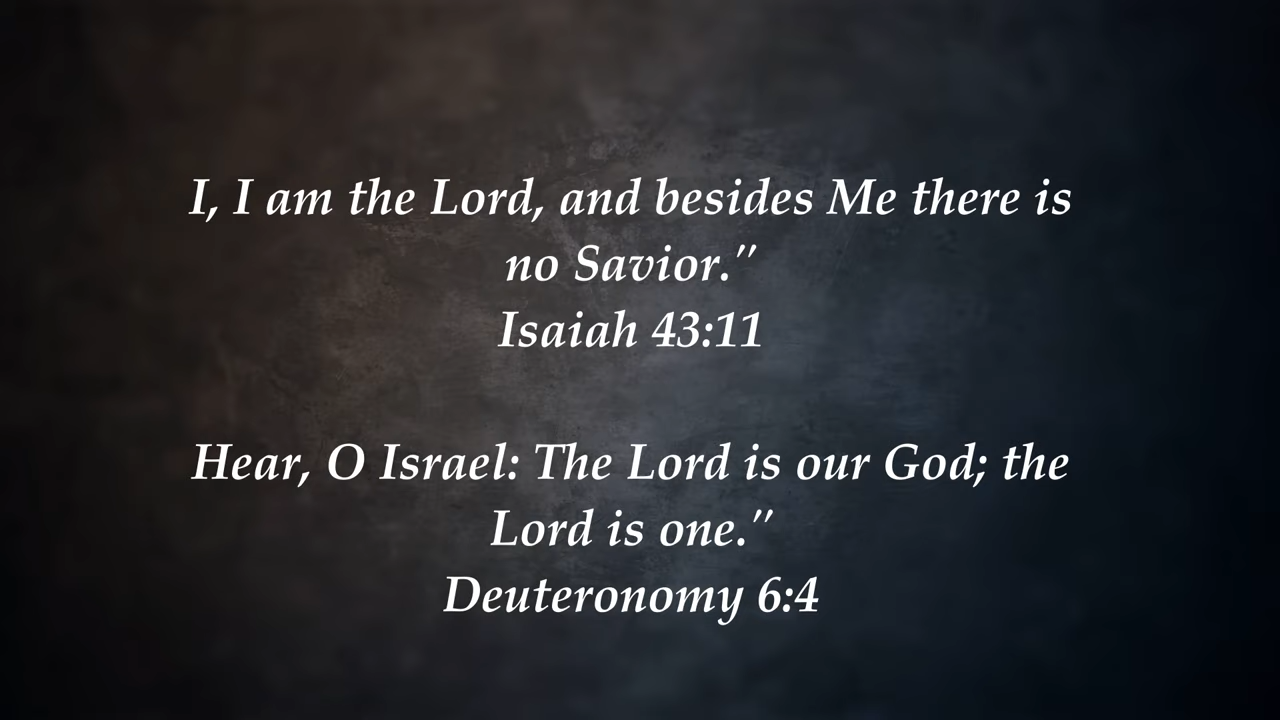 I, I am the Lord, and besides Me there is
no Savior."
Isaiah 43:11
Hear, O Israel: The Lord is our God; the
Lord is one."
Deuteronomy 6:4